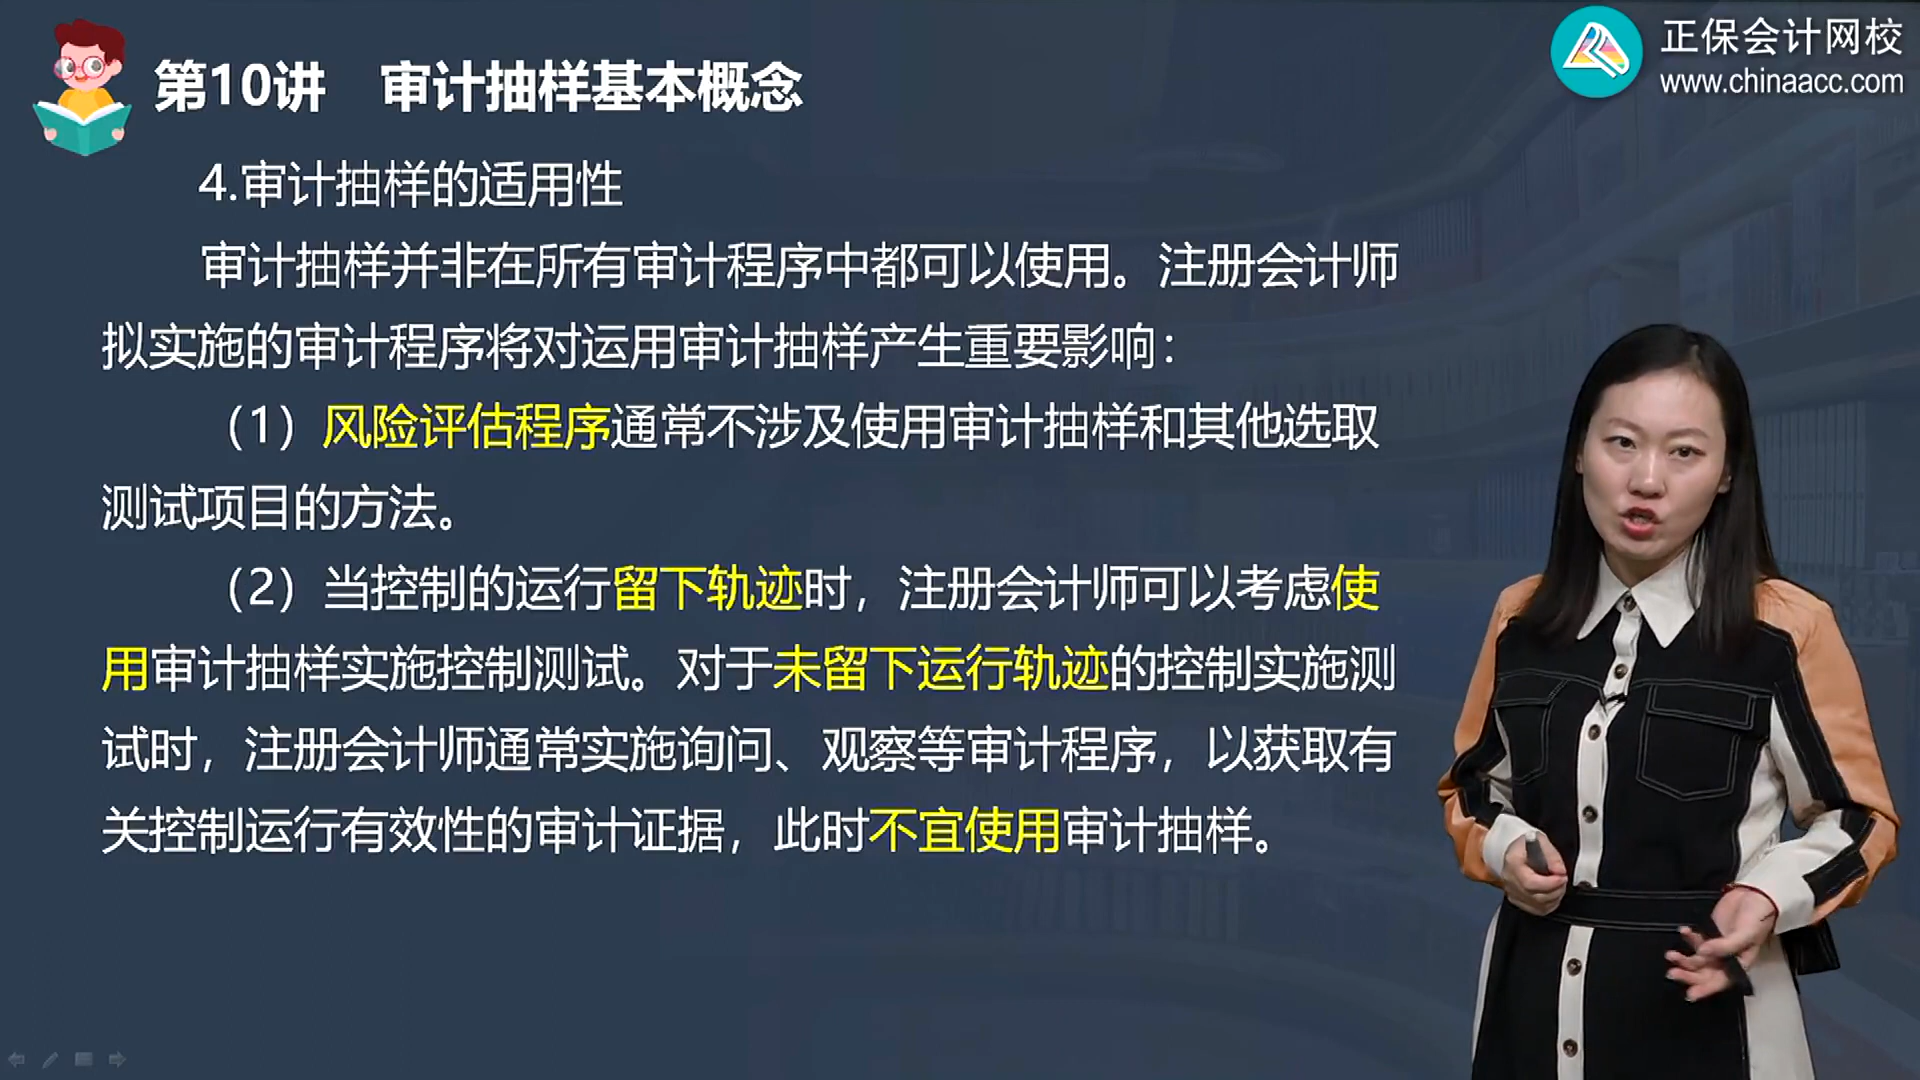 第10讲 审计抽样基本概念
正保会计网校
www.chinaacc.com
4.审计抽样的适用性
审计抽样并非在所有审计程序中都可以使用。注册会计师
拟实施的审计程序将对运用审计抽样产生重要影响：
（1）风险评估程序通常不涉及使用审计抽样和其他选取
测试项目的方法。
（2）当控制的运行留下轨迹时，注册会计师可以考虑使
用审计抽样实施控制测试。对于未留下运行轨迹的控制实施测
试时，注册会计师通常实施询问、观察等审计程序，以获取有
关控制运行有效性的审计证据，此时不宜使用审计抽样。